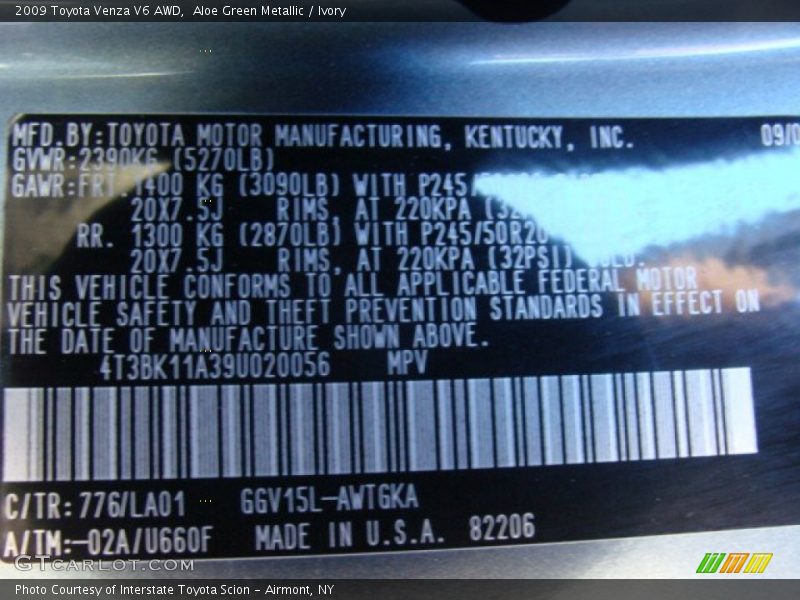 2009 Toyota Venza V6 AWD,  Aloe Green Metallic / Ivory
MFD.BY:TOYOTA MOTOR MANUFACTURING, KENTUCKY, INC. 09/0
GVWR:2390KG (5270LB)
GAWR:FRT. 1400 KG (3090LB) WITH P245/
20X7.5J RIMS, AT 220KPA (32
RR. 1300 KG (2870LB) WITH P245/50R20
20X7.5J RIMS, AT 220KPA (32PSI) COLD.
THIS VEHICLE CONFORMS TO ALL APPLICABLE FEDERAL MOTOR
VEHICLE SAFETY AND THEFT PREVENTION STANDARDS IN EFFECT ON
THE DATE OF MANUFACTURE SHOWN ABOVE.
4T3BK11A39U020056 MPV
C/TR: 776/LA01 GGV15L-AWTGKA
A/TM:-02A/U660F MADE IN U.S.A. 82206
GTCarLot.com
Photo Courtesy of Interstate Toyota Scion - Airmont, NY